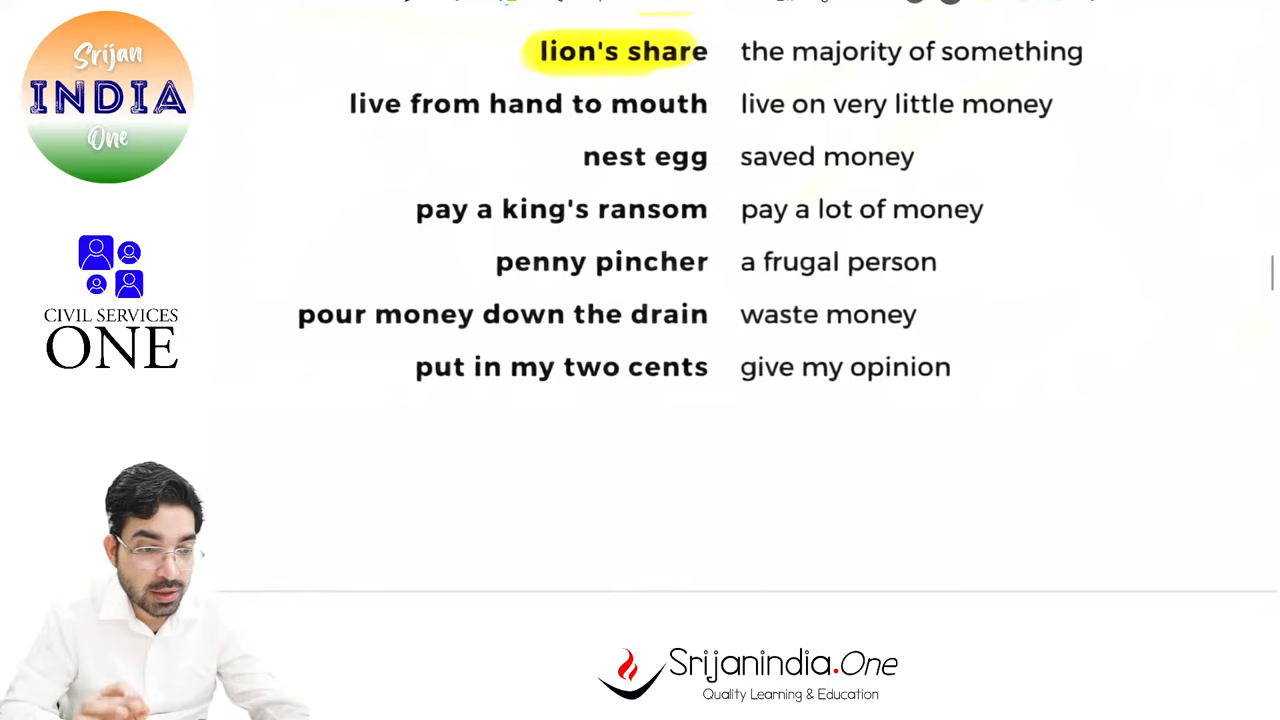 Srijan
INDIA
One
CIVIL SERVICES
ONE
lion's share the majority of something
live from hand to mouth live on very little money
nest egg saved money
pay a king's ransom pay a lot of money
penny pincher a frugal person
pour money down the drain waste money
put in my two cents give my opinion
Srijanindia.One
Quality Learning & Education